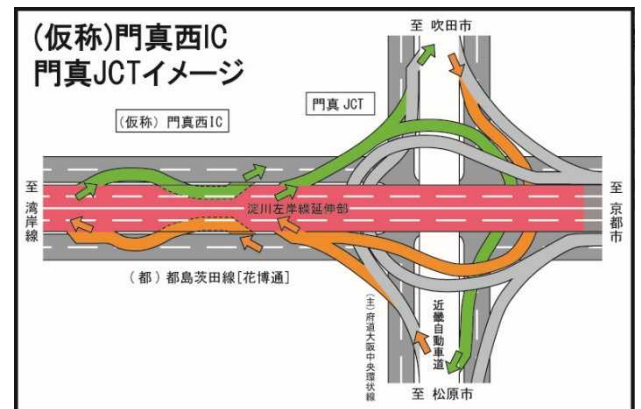 (仮称)門真西IC
門真JCTイメージ
至 吹田市
門真 JCT
(仮称) 門真西IC
至 湾岸線
淀川左岸線延伸部
至 京都市
(都)都島茨田線[花博通]
(主)府道大阪中央環状線
近畿自動車道
至 松原市